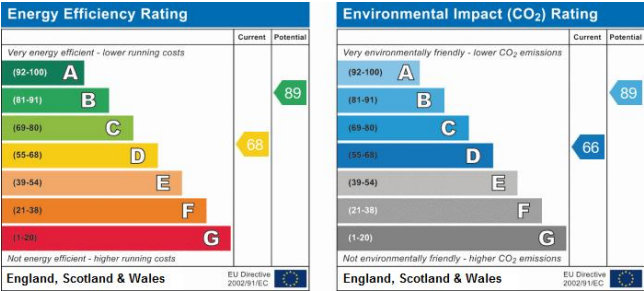 Energy Efficiency Rating
Current Potential
Very energy efficient - lower running costs
(92-100) A
(81-91) B
89
(69-80) C
(55-68) D
68
(39-54) E
(21-38) F
(1-20) G
Not energy efficient - higher running costs
England, Scotland & Wales
EU Directive
2002/91/EC
Environmental Impact (CO₂) Rating
Current Potential
Very environmentally friendly - lower CO₂ emissions
(92-100) A
(81-91) B
89
(69-80) C
(55-68) D
66
(39-54) E
(21-38) F
(1-20) G
Not environmentally friendly - higher CO₂ emissions
England, Scotland & Wales
EU Directive
2002/91/EC